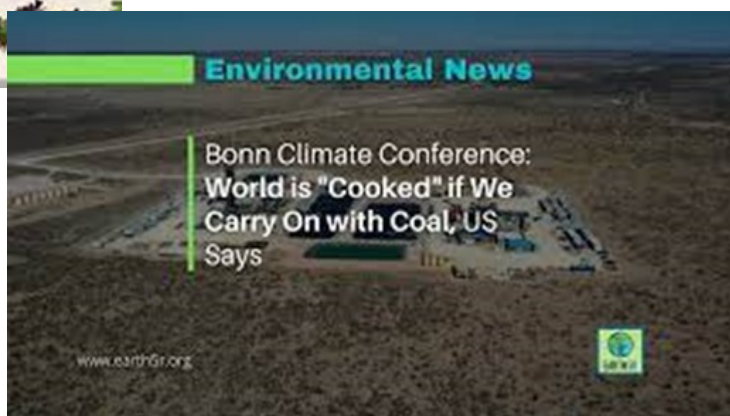 Environmental News
Bonn Climate Conference:
World is "Cooked" if We
Carry On with Coal, US
Says
www.earth5r.org